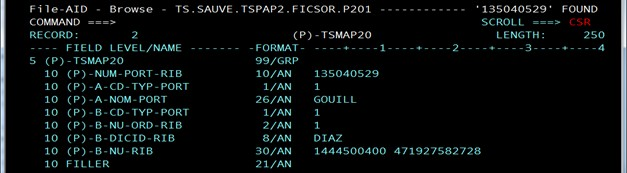 File-AID - Browse - TS.SAUVE.TSPAP2.FICSOR.P201 ------------ '135040529' FOUND
COMMAND ===> SCROLL ===> CSR
RECORD: 2 (P)-TSMAP20 LENGTH: 250
---- FIELD LEVEL/NAME ------- -FORMAT- ----+----1----+----2----+----3----+----4
5 (P)-TSMAP20 99/GRP
10 (P)-NUM-PORT-RIB 10/AN 135040529
10 (P)-A-CD-TYP-PORT 1/AN 1
10 (P)-A-NOM-PORT 26/AN GOUILL
10 (P)-B-CD-TYP-PORT 1/AN 1
10 (P)-B-NU-ORD-RIB 2/AN 1
10 (P)-B-DICID-RIB 8/AN DIAZ
10 (P)-B-NU-RIB 30/AN 1444500400 471927582728
10 FILLER 21/AN